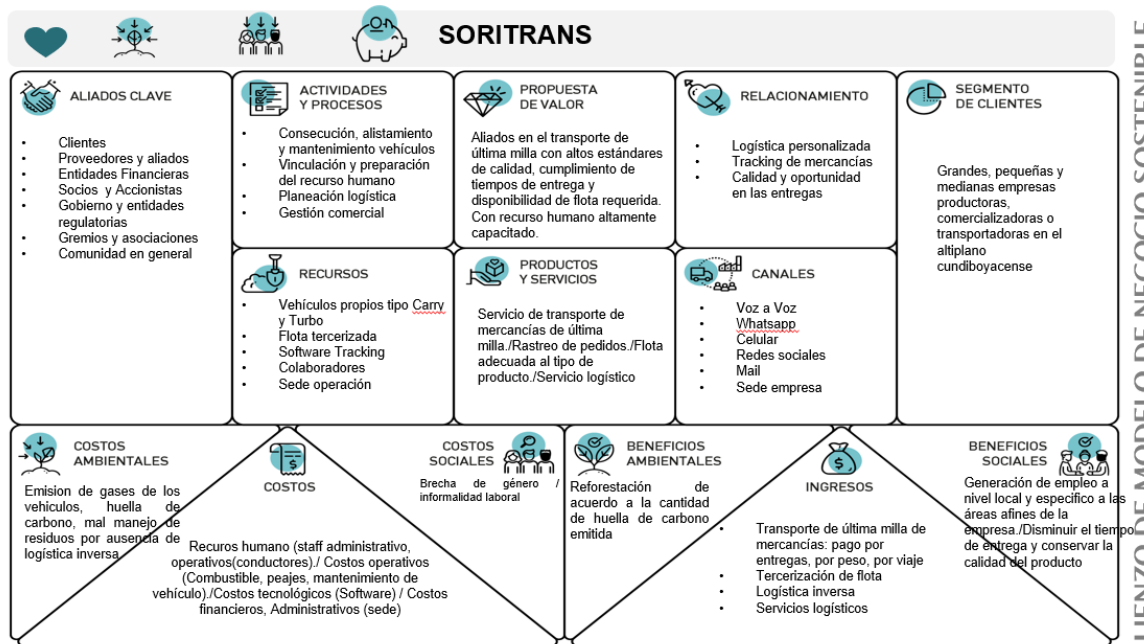 SORITRANS
ALIADOS CLAVE
Clientes
Proveedores y aliados
Entidades Financieras
Socios y Accionistas
Gobierno y entidades
regulatorias
Gremios y asociaciones
Comunidad en general
ACTIVIDADES
Y PROCESOS
Consecución, alistamiento
y mantenimiento vehículos
Vinculación y preparación
del recurso humano
Planeación logística
Gestión comercial
RECURSOS
Vehículos propios tipo Carry
y Turbo
Flota tercerizada
Software Tracking
Colaboradores
Sede operación
PROPUESTA
DE VALOR
Aliados en el transporte de
última milla con altos estándares
de calidad, cumplimiento de
tiempos de entrega y
disponibilidad de flota requerida.
Con recurso humano altamente
capacitado.
PRODUCTOS
Y SERVICIOS
Servicio de transporte de
mercancías de última
milla./Rastreo de pedidos./Flota
adecuada al tipo de
producto./Servicio logístico
RELACIONAMIENTO
Logística personalizada
Tracking de mercancías
Calidad y oportunidad
en las entregas
CANALES
Voz a Voz
Whatsapp
Celular
Redes sociales
Mail
Sede empresa
SEGMENTO
DE CLIENTES
Grandes, pequeñas y
medianas empresas
productoras,
comercializadoras o
transportadoras en el
altiplano
cundiboyacense
COSTOS
AMBIENTALES
Emision de gases de los
vehiculos, huella de
carbono, mal manejo de
residuos por ausencia de
logística inversa
COSTOS
Recuros humano (staff administrativo,
operativos(conductores)./ Costos operativos
(Combustible, peajes, mantenimiento de
vehículo)./Costos tecnológicos (Software) / Costos
financieros, Administrativos (sede)
COSTOS
SOCIALES
Brecha de género /
informalidad laboral
BENEFICIOS
AMBIENTALES
Reforestación de
acuerdo a la cantidad
de huella de carbono
emitida
INGRESOS
Transporte de última milla de
mercancías: pago por
entregas, por peso, por viaje
Tercerización de flota
Logística inversa
Servicios logísticos
BENEFICIOS
SOCIALES
Generación de empleo a
nivel local y especifico a las
áreas afines de la
empresa./Disminuir el tiempo
de entrega y conservar la
calidad del producto
LIENZO DE MODELO DE NEGOCIO SOSTENIBLE